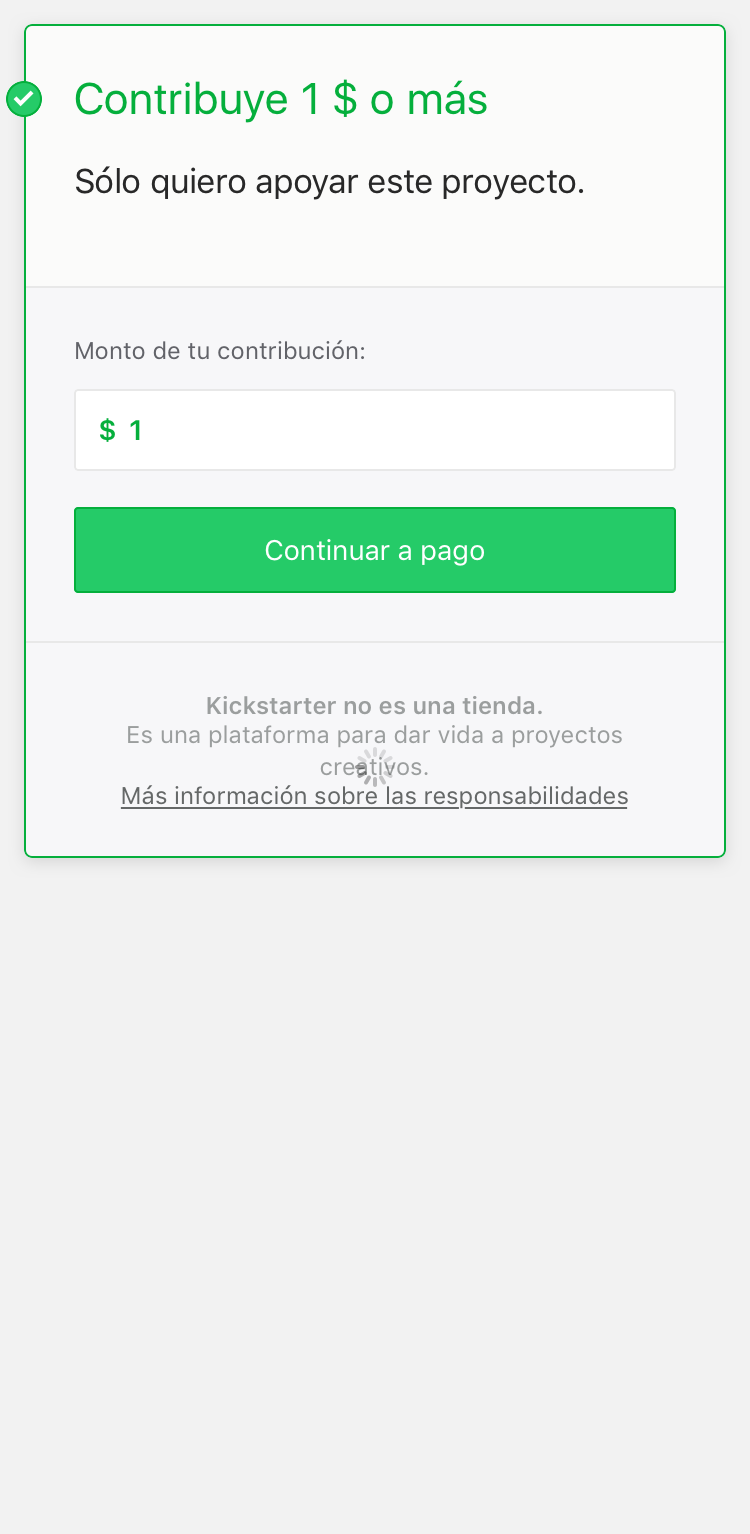 Contribuye 1 $ o más
Sólo quiero apoyar este proyecto.
Monto de tu contribución:
$ 1
Continuar a pago
Kickstarter no es una tienda.
Es una plataforma para dar vida a proyectos
creativos.
Más información sobre las responsabilidades